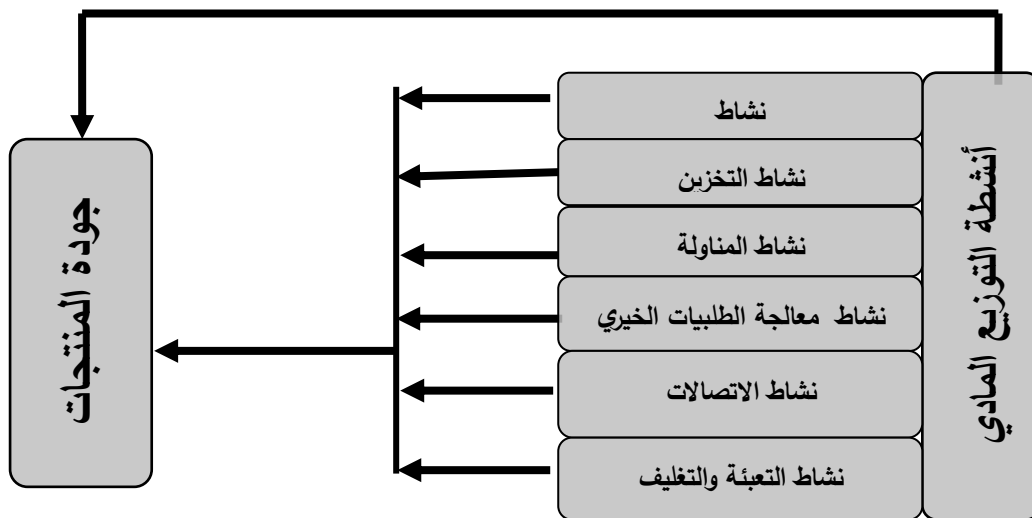 أنشطة التوزيع المادي
نشاط
نشاط التخزين
نشاط المناولة
نشاط معالجة الطلبيات الخيري
نشاط الاتصالات
نشاط التعبئة والتغليف
جودة المنتجات